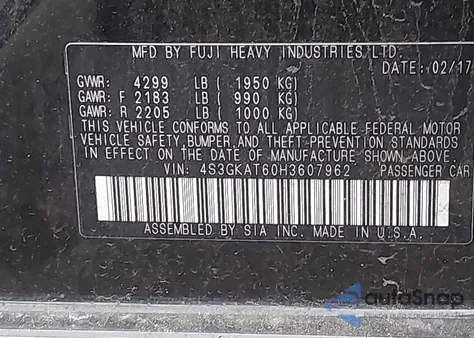 MFD BY FUJI HEAVY INDUSTRIES LTD.
DATE: 02/17
GVWR: 4299 LB ( 1950 KG)
GAWR: F 2183 LB ( 990 KG)
GAWR: R 2205 LB ( 1000 KG)
THIS VEHICLE CONFORMS TO ALL APPLICABLE FEDERAL MOTOR
VEHICLE SAFETY, BUMPER, AND THEFT PREVENTION STANDARDS
IN EFFECT ON THE DATE OF MANUFACTURE SHOWN ABOVE.
VIN: 4S3GKAT60H3607962 PASSENGER CAR
ASSEMBLED BY SIA INC. MADE IN U.S.A.
autoSnap